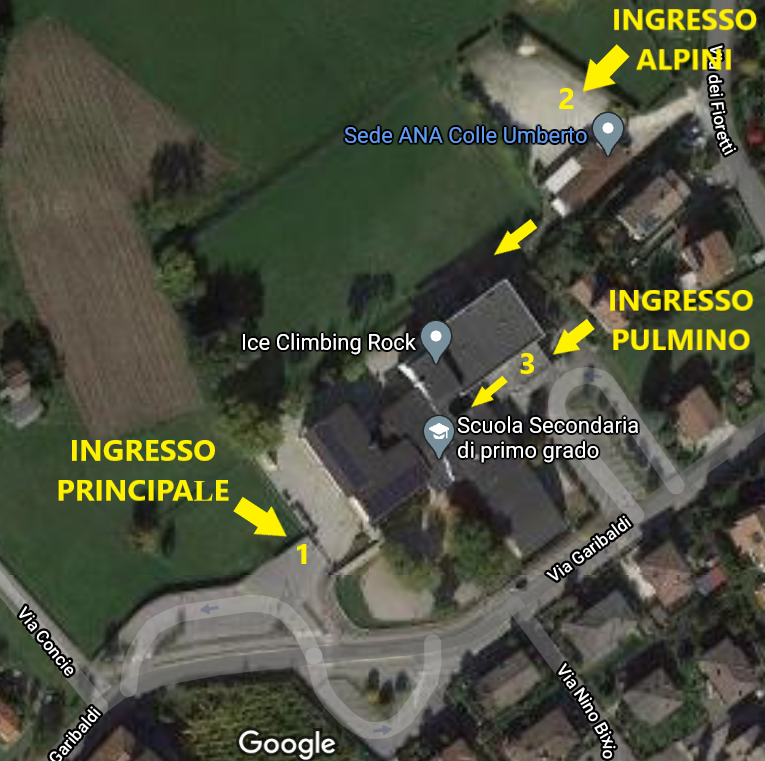 INGRESSO
ALPINI
2
Via dei Fioretti
Sede ANA Colle Umberto
INGRESSO
PULMINO
Ice Climbing Rock
3
Scuola Secondaria
di primo grado
INGRESSO
PRINCIPALE
1
Via Garibaldi
Via Concie
Via Nino Bixio
Garibaldi
Google